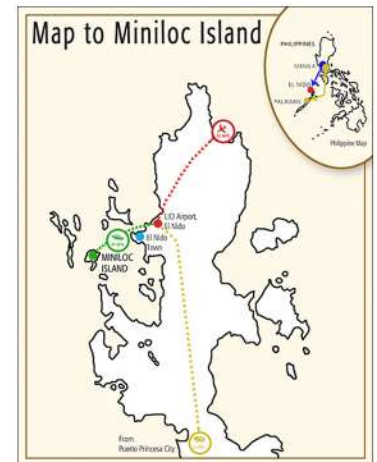 Map to Miniloc Island
PHILIPPINES
MANILA
EL NIDO
PALAWAN
Philippine Map
LIO Airport,
El Nido
El Nido
Town
MINILOC
ISLAND
From
Puerto Princesa City